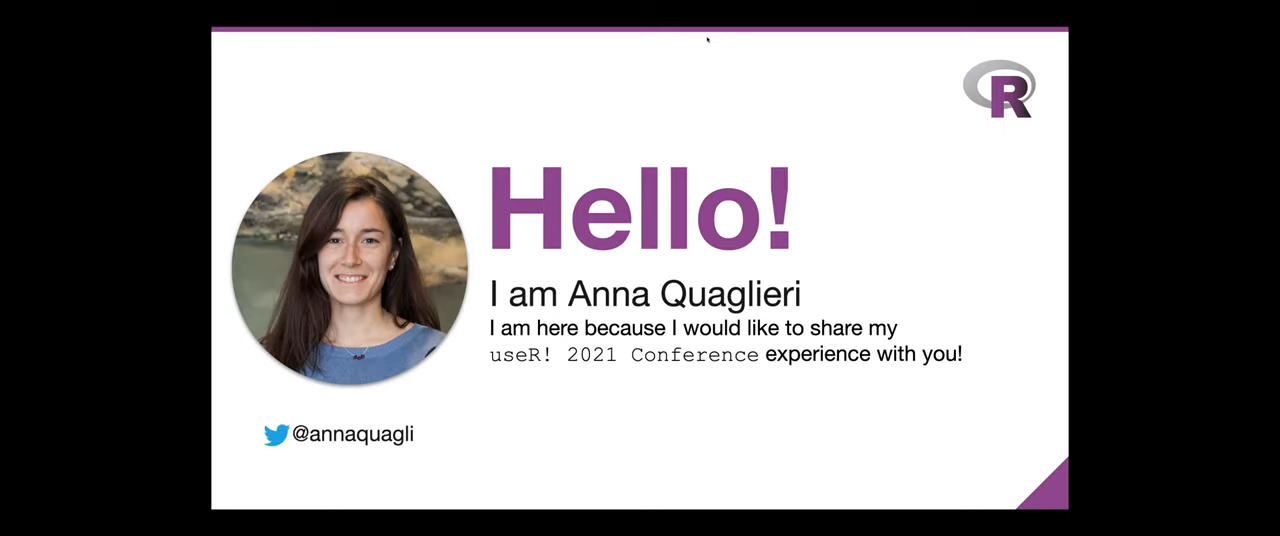 R
Hello!
I am Anna Quaglieri
I am here because I would like to share my
useR! 2021 Conference experience with you!
@annaquagli